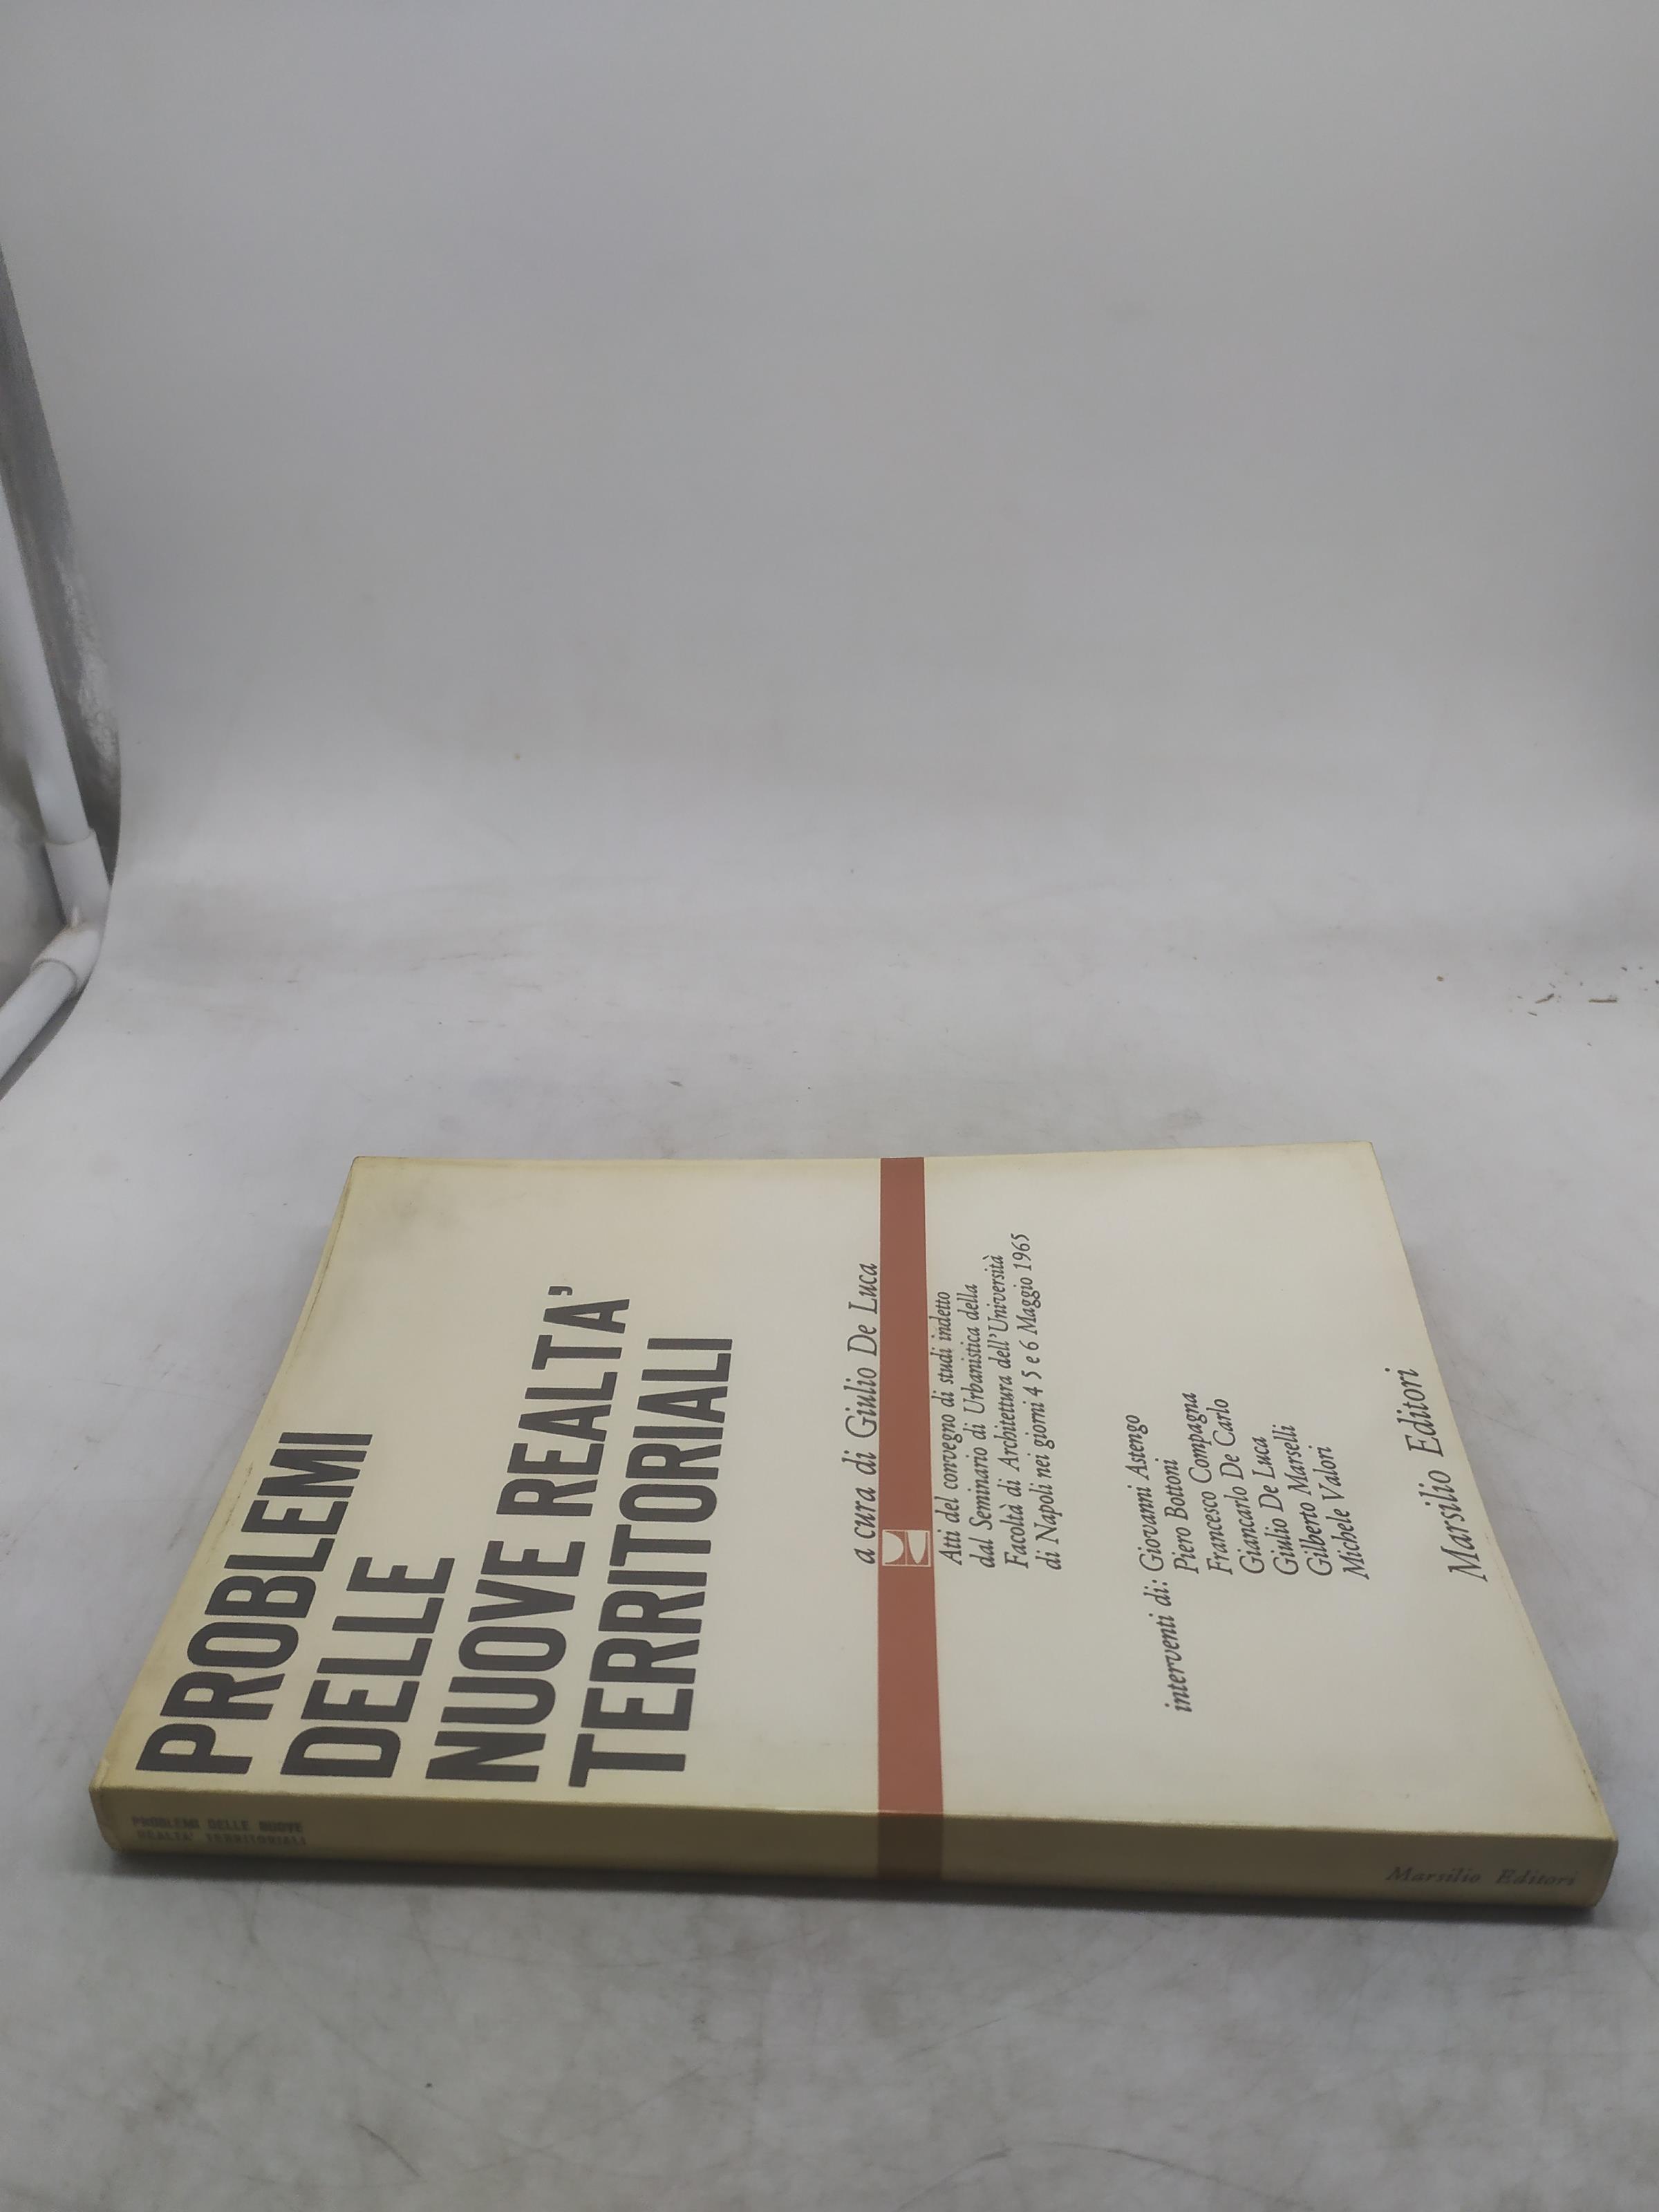 PROBLEMI
DELLE
NUOVE REALTA'
TERRITORIALI
a cura di Giulio De Luca
Atti del convegno di studi indetto
dal Seminario di Urbanistica della
Facoltà di Architettura dell'Università
di Napoli nei giorni 4 5 e 6 Maggio 1965
interventi di: Giovanni Astengo
Piero Bottoni
Francesco Compagna
Giancarlo De Carlo
Giulio De Luca
Gilberto Marselli
Michele Valori
Marsilio Editori
PROBLEMI DELLE NUOVE
REALTA' TERRITORIALI
Marsilio Editori